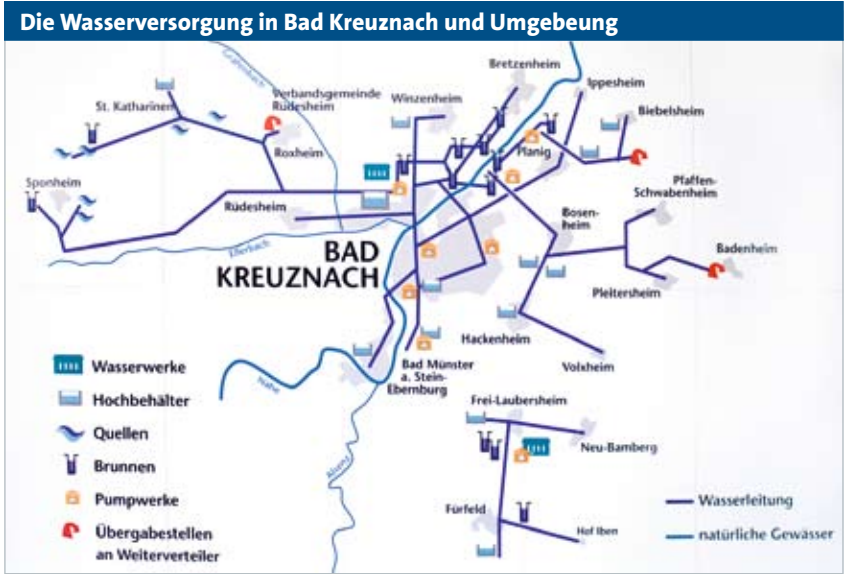 Die Wasserversorgung in Bad Kreuznach und Umgebeung
Gräfenbach
Bretzenheim
Ippesheim
St. Katharinen
Verbandsgemeinde
Rüdesheim
Winzenheim
Biebelsheim
Roxheim
Planig
Sponheim
Pfaffen-
Schwabenheim
Rüdesheim
Bosen-
heim
Ellerbach
BAD
KREUZNACH
Badenheim
Pleitersheim
Hackenheim
Volxheim
Bad Münster
a. Stein-
Ebernburg
Nahe
Alsenz
Frei-Laubersheim
Neu-Bamberg
Fürfeld
Hof Iben
Wasserwerke
Hochbehälter
Quellen
Brunnen
Pumpwerke
Übergabestellen
an Weiterverteiler
Wasserleitung
natürliche Gewässer